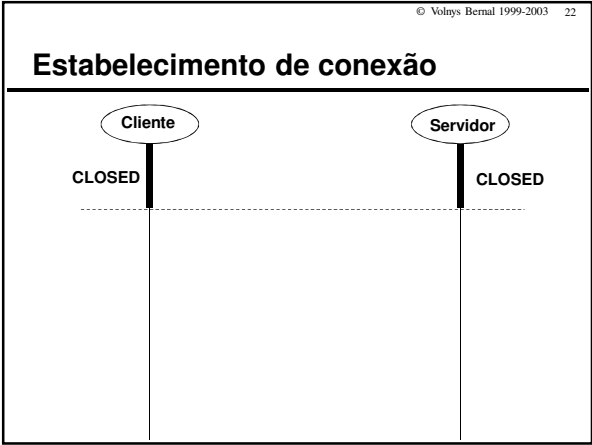 © Volnys Bernal 1999-2003 22
Estabelecimento de conexão
Cliente Servidor
CLOSED CLOSED